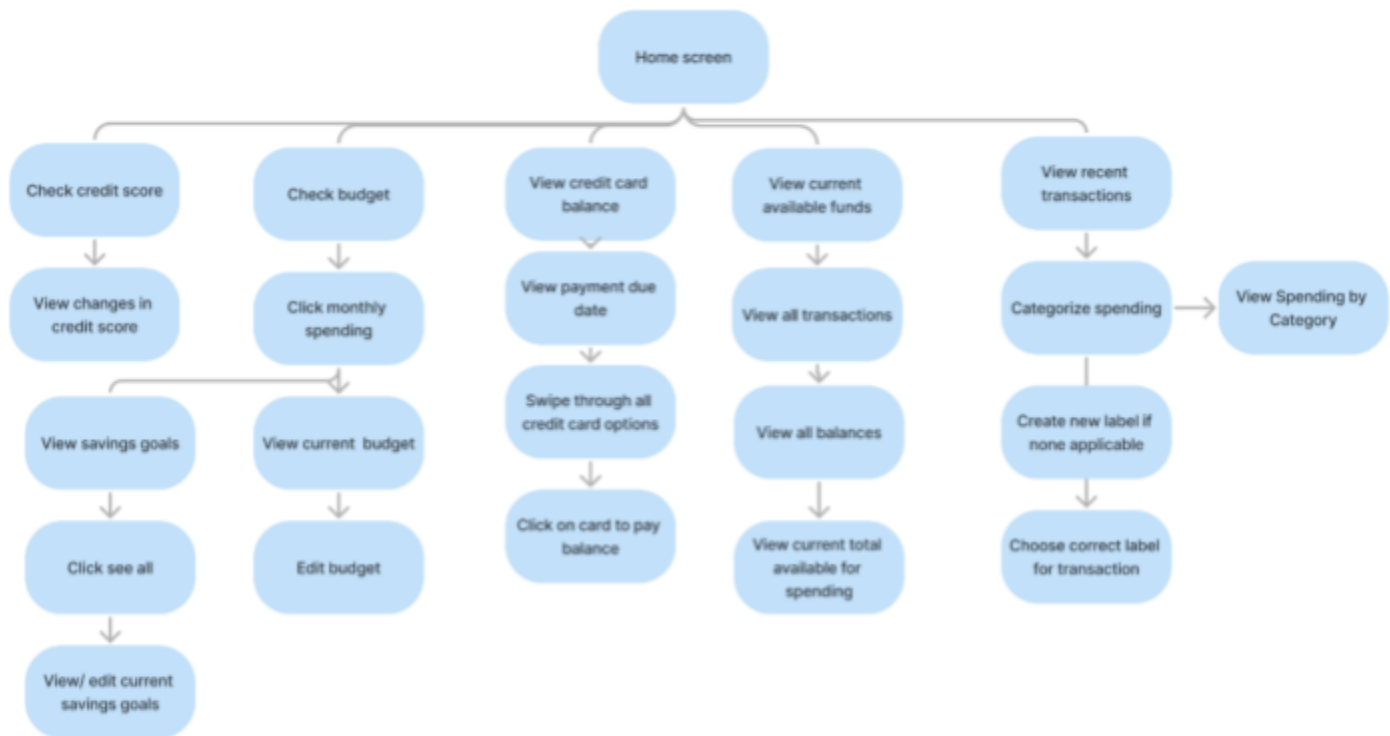 Home screen
Check credit score
Check budget
View credit card
balance
View current
available funds
View recent
transactions
View changes in
credit score
Click monthly
spending
View payment due
date
View all transactions
Categorize spending
View Spending by
Category
View savings goals
View current budget
Swipe through all
credit card options
View all balances
Create new label if
none applicable
Click see all
Edit budget
Click on card to pay
balance
View current total
available for
spending
Choose correct label
for transaction
View/ edit current
savings goals